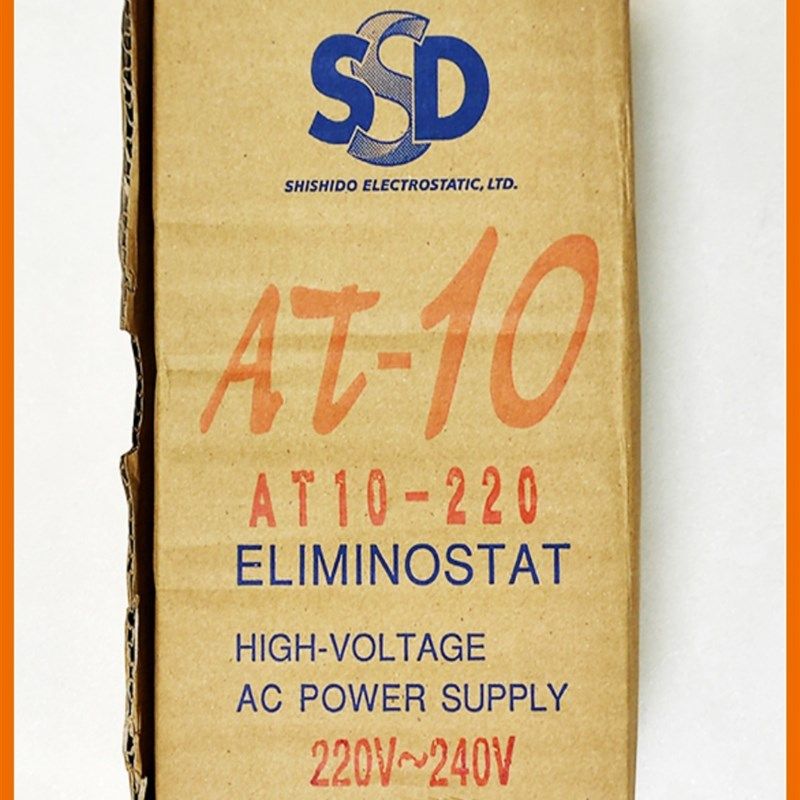 SSD
SHISHIDO ELECTROSTATIC, LTD.
AT-10
AT10-220
ELIMINOSTAT
HIGH-VOLTAGE
AC POWER SUPPLY
220V~240V